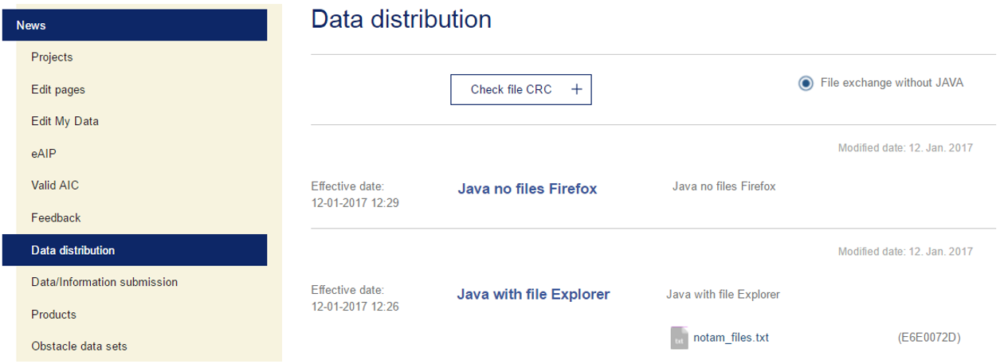 News
Projects
Edit pages
Edit My Data
eAIP
Valid AIC
Feedback
Data distribution
Data/Information submission
Products
Obstacle data sets
Data distribution
Check file CRC +
File exchange without JAVA
Modified date: 12. Jan. 2017
Effective date:
12-01-2017 12:29
Java no files Firefox
Java no files Firefox
Modified date: 12. Jan. 2017
Effective date:
12-01-2017 12:26
Java with file Explorer
Java with file Explorer
txt
notam_files.txt
(E6E0072D)